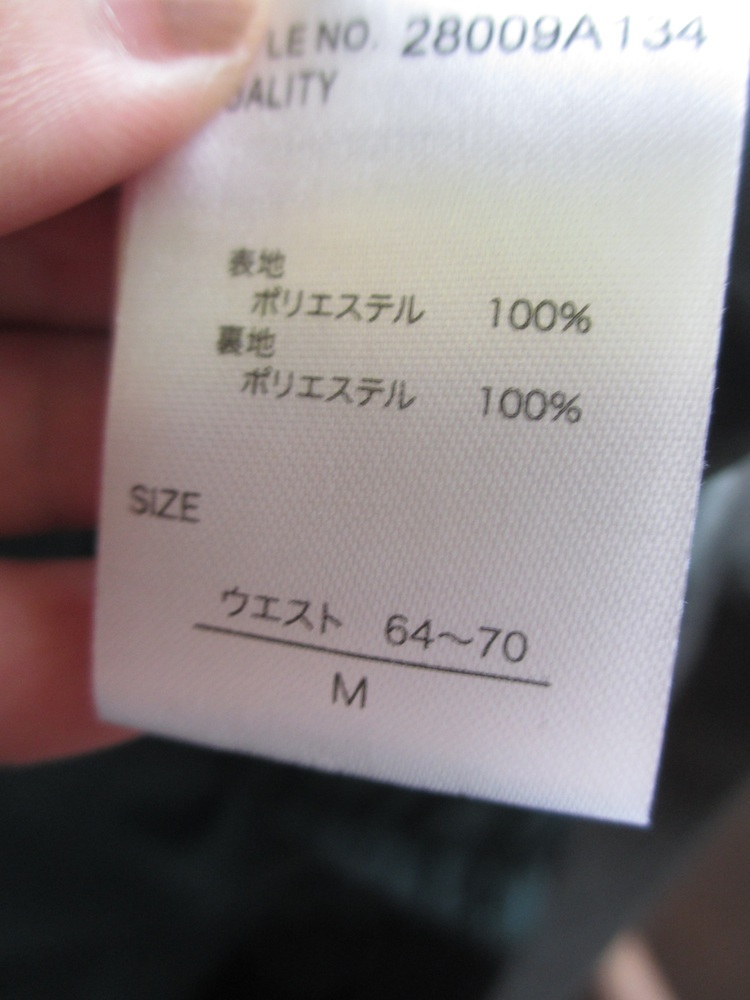 LE NO. 28009A134
ALITY
表地
ポリエステル 100%
裏地
ポリエステル 100%
SIZE
ウエスト 64〜70
M